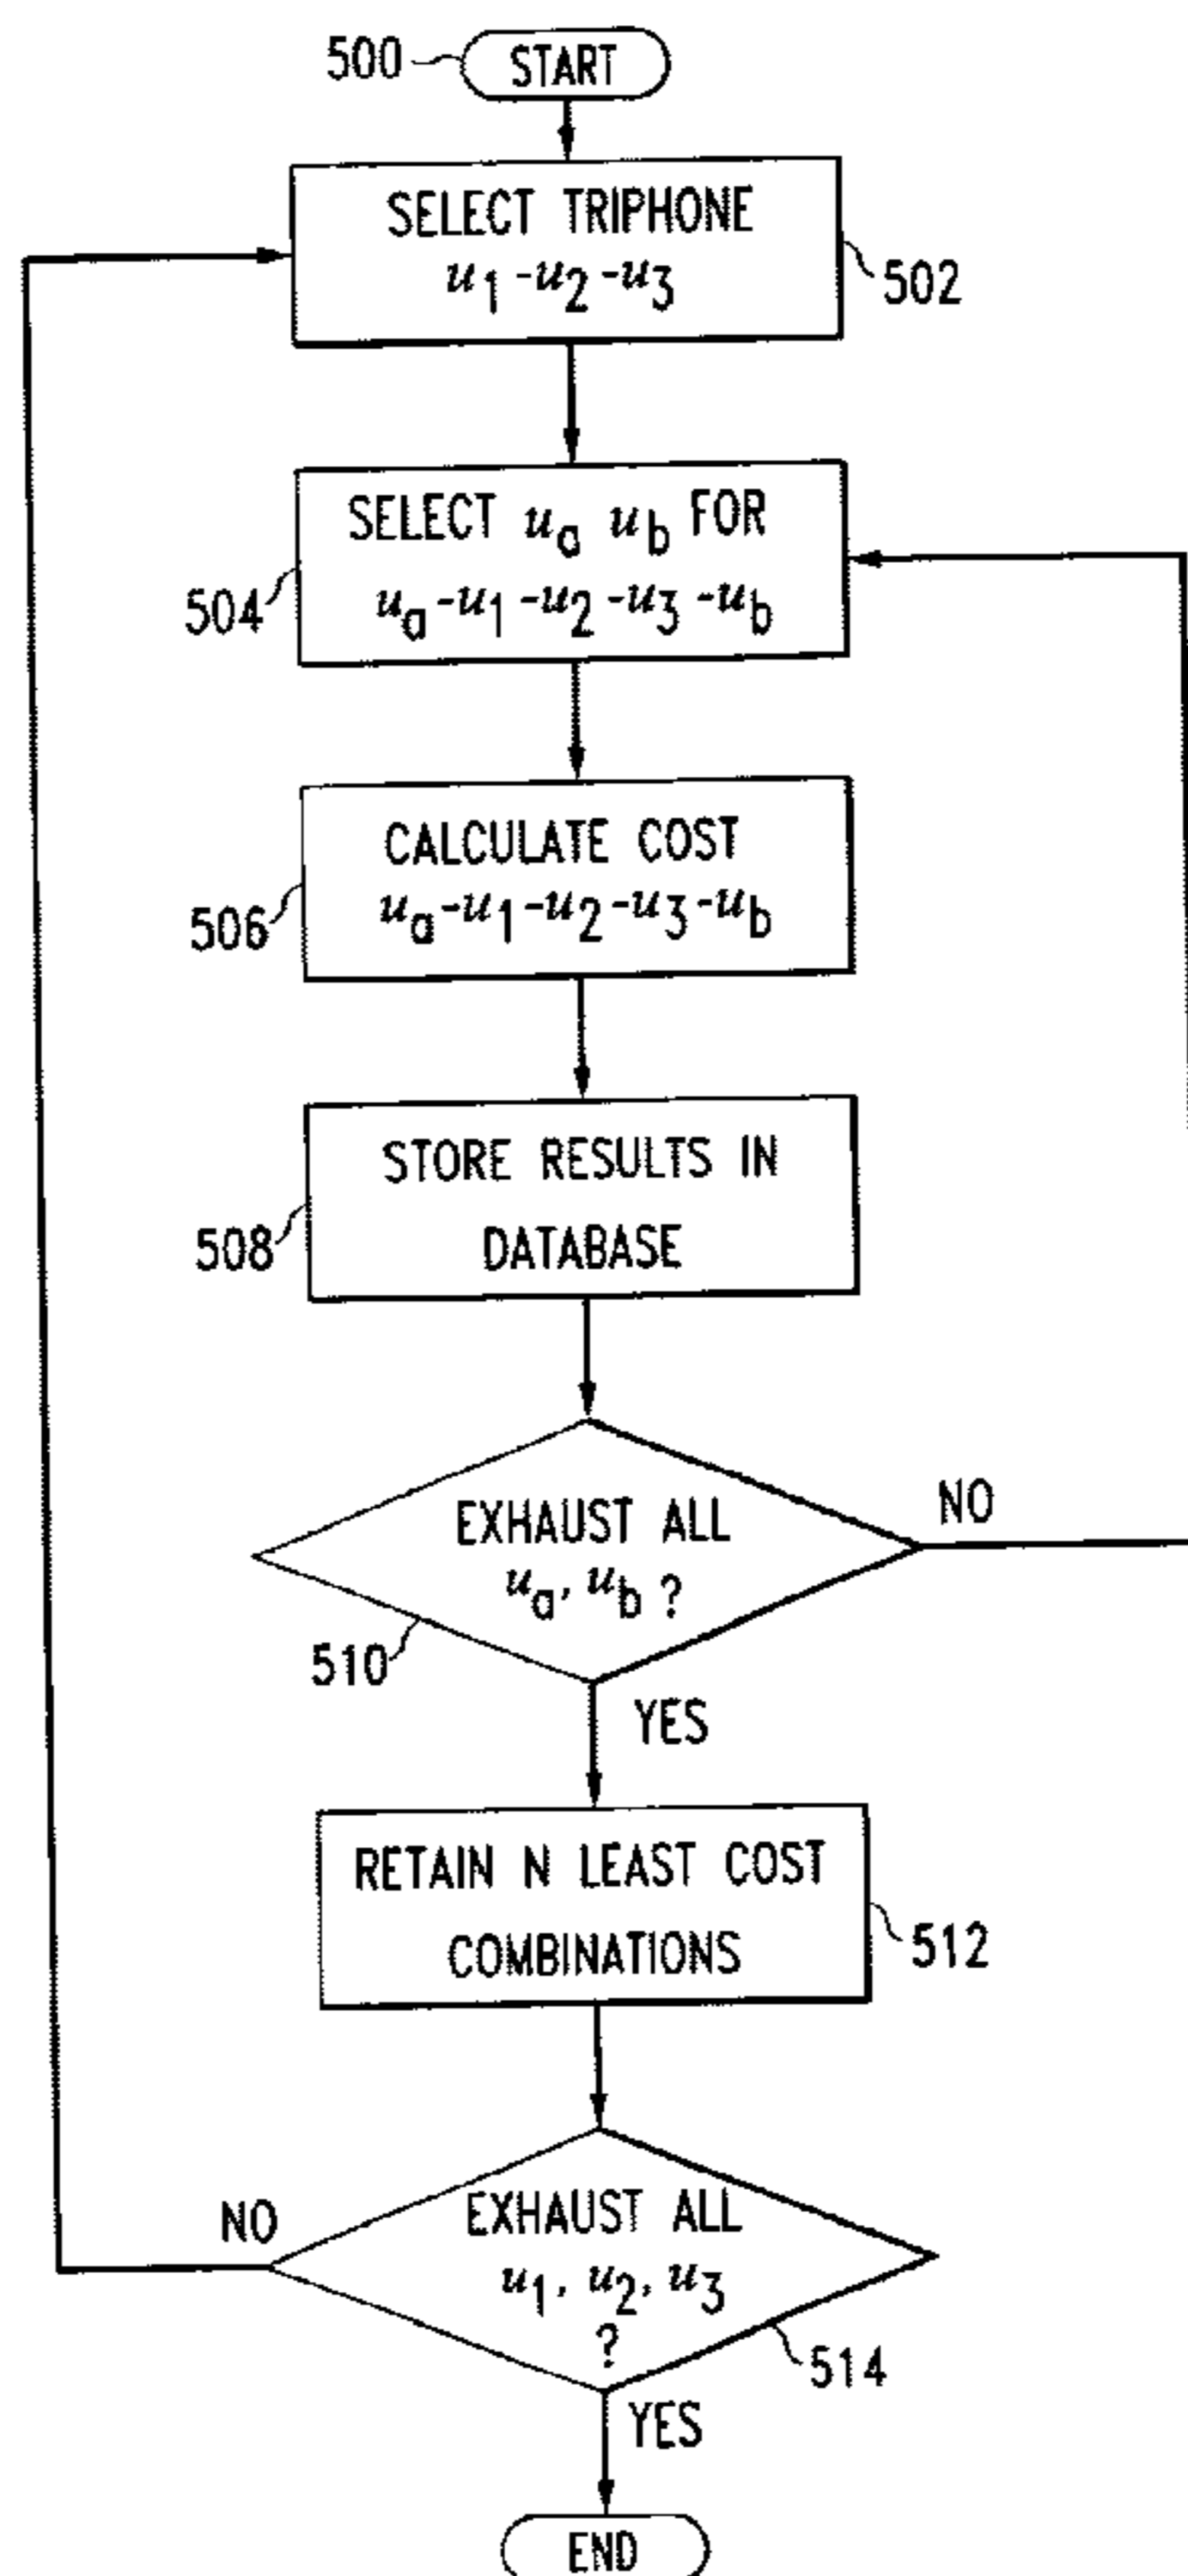 500
START
SELECT TRIPHONE
u1-u2-u3
502
SELECT ua ub FOR
ua-u1-u2-u3-ub
504
CALCULATE COST
ua-u1-u2-u3-ub
506
STORE RESULTS IN
DATABASE
508
EXHAUST ALL
ua, ub ?
NO
510
YES
RETAIN N LEAST COST
COMBINATIONS
512
NO
EXHAUST ALL
u1, u2, u3
?
514
YES
END